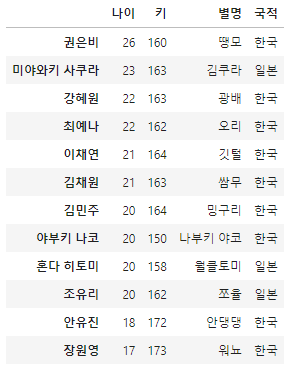 나이 키 별명 국적
권은비 26 160 땡모 한국
미야와키 사쿠라 23 163 김쿠라 일본
강혜원 22 163 광배 한국
최예나 22 162 오리 한국
이채연 21 164 깃털 한국
김채원 21 163 쌈무 한국
김민주 20 164 밍구리 한국
야부키 나코 20 150 나부키 야코 한국
혼다 히토미 20 158 월클토미 일본
조유리 20 162 쪼율 일본
안유진 18 172 안댕댕 한국
장원영 17 173 워뇨 한국